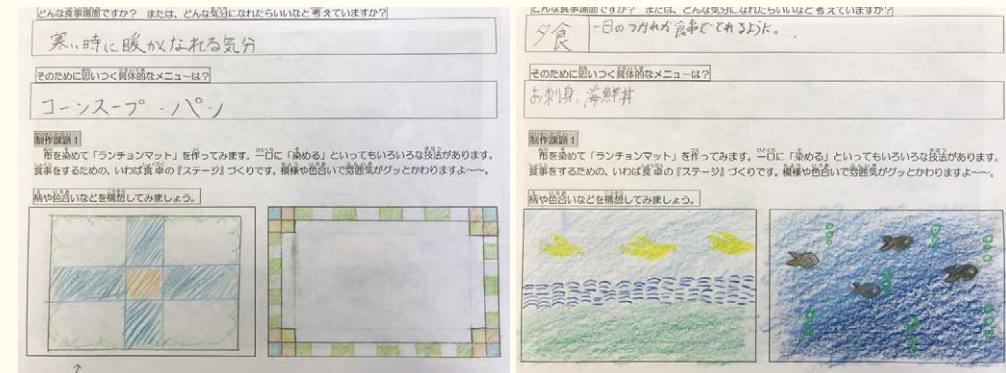 どんな食事場面ですか？ または、どんな気分になれたらいいなと考えていますか？
寒い時に暖かくなれる気分
そのために思いつく具体的なメニューは？
コーンスープ・パン
制作課題1
布を染めて「ランチョンマット」を作ってみます。一口に「染める」といってもいろいろな技法があります。
食事をするための、いわば食卓の『ステージ』づくりです。模様や色合いで雰囲気がグッとかわりますよ〜〜。
柄や色合いなどを構想してみましょう。
どんな食事場面ですか？ または、どんな気分になれたらいいなと考えていますか？
夕食
一日のつかれが食事でとれるように。
そのために思いつく具体的なメニューは？
お刺身、海鮮丼
制作課題1
布を染めて「ランチョンマット」を作ってみます。一口に「染める」といってもいろいろな技法があります。
食事をするための、いわば食卓の『ステージ』づくりです。模様や色合いで雰囲気がグッとかわりますよ〜〜。
柄や色合いなどを構想してみましょう。